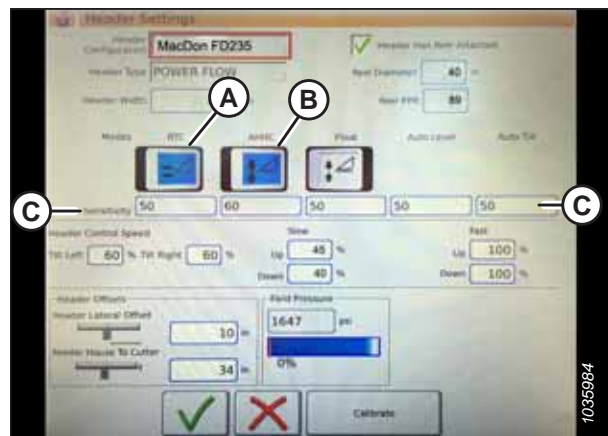 Header Settings
Header Configuration MacDon FD235 Header Has Reel Attached
Header Type POWER FLOW Reel Diameter 40 in
Header Width Reel PPR 89
A B
Modes RTC AHHC Float Auto Level Auto Tilt
C Sensitivity 50 60 50 50 50 C
Header Control Speed Slow Fast
Tilt Left 60 % Tilt Right 60 % Up 45 % Up 100 %
Down 40 % Down 100 %
Header Offsets Field Pressure
Header Lateral Offset 1647 psi
10 in
Feeder House To Cutter 0%
34 in
Calibrate
1035984